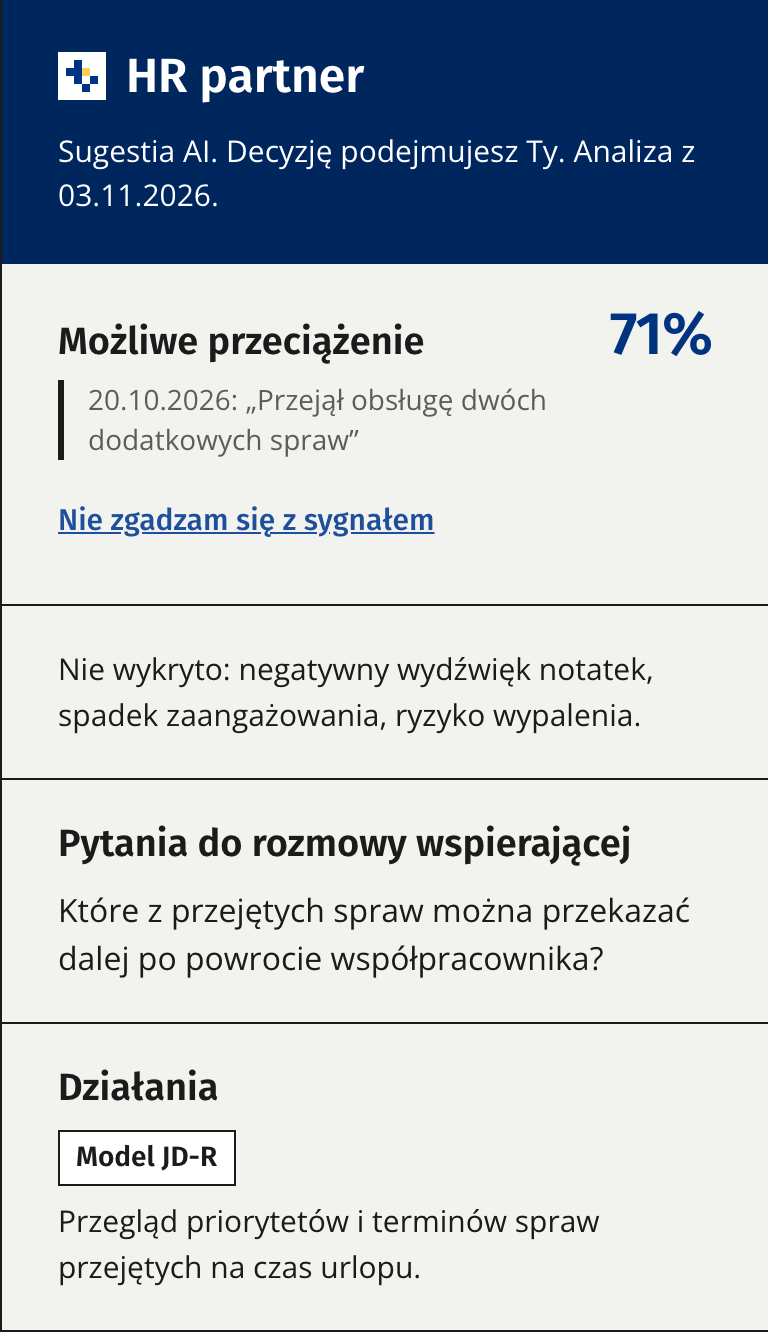 HR partner
Sugestia AI. Decyzję podejmujesz Ty. Analiza z
03.11.2026.
Możliwe przeciążenie
71%
20.10.2026: „Przejął obsługę dwóch
dodatkowych spraw”
Nie zgadzam się z sygnałem
Nie wykryto: negatywny wydźwięk notatek,
spadek zaangażowania, ryzyko wypalenia.
Pytania do rozmowy wspierającej
Które z przejętych spraw można przekazać
dalej po powrocie współpracownika?
Działania
Model JD-R
Przegląd priorytetów i terminów spraw
przejętych na czas urlopu.